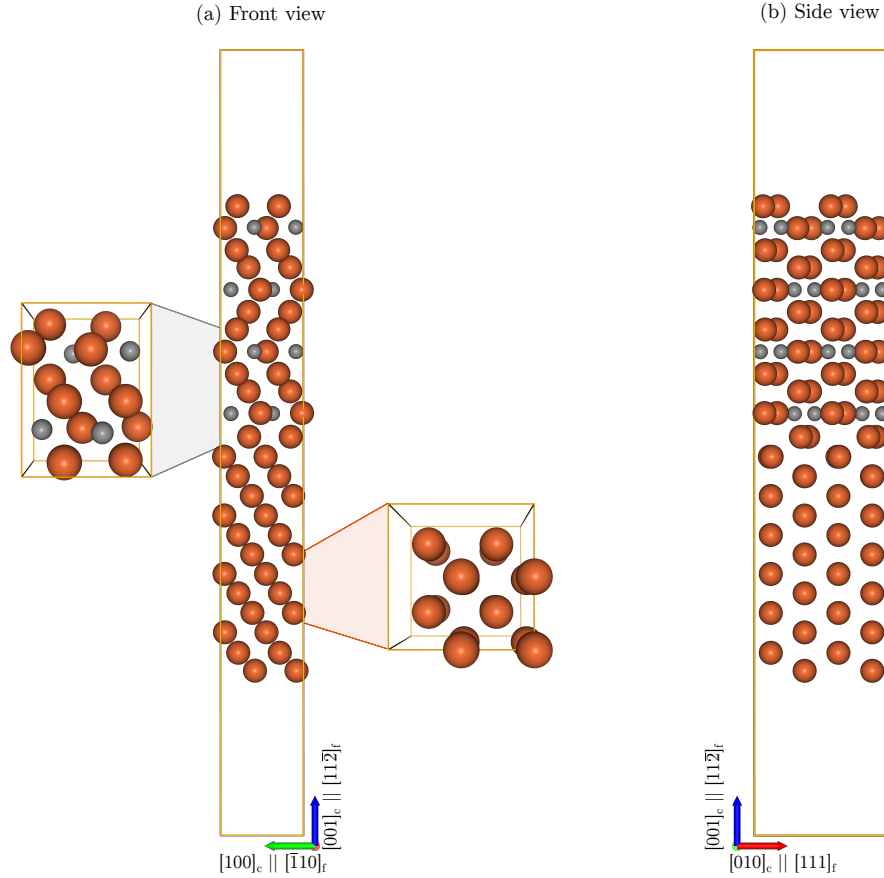 (a) Front view
(b) Side view
[001]c || [112̅]f
[100]c || [1̅10]f
[001]c || [112̅]f
[010]c || [111]f